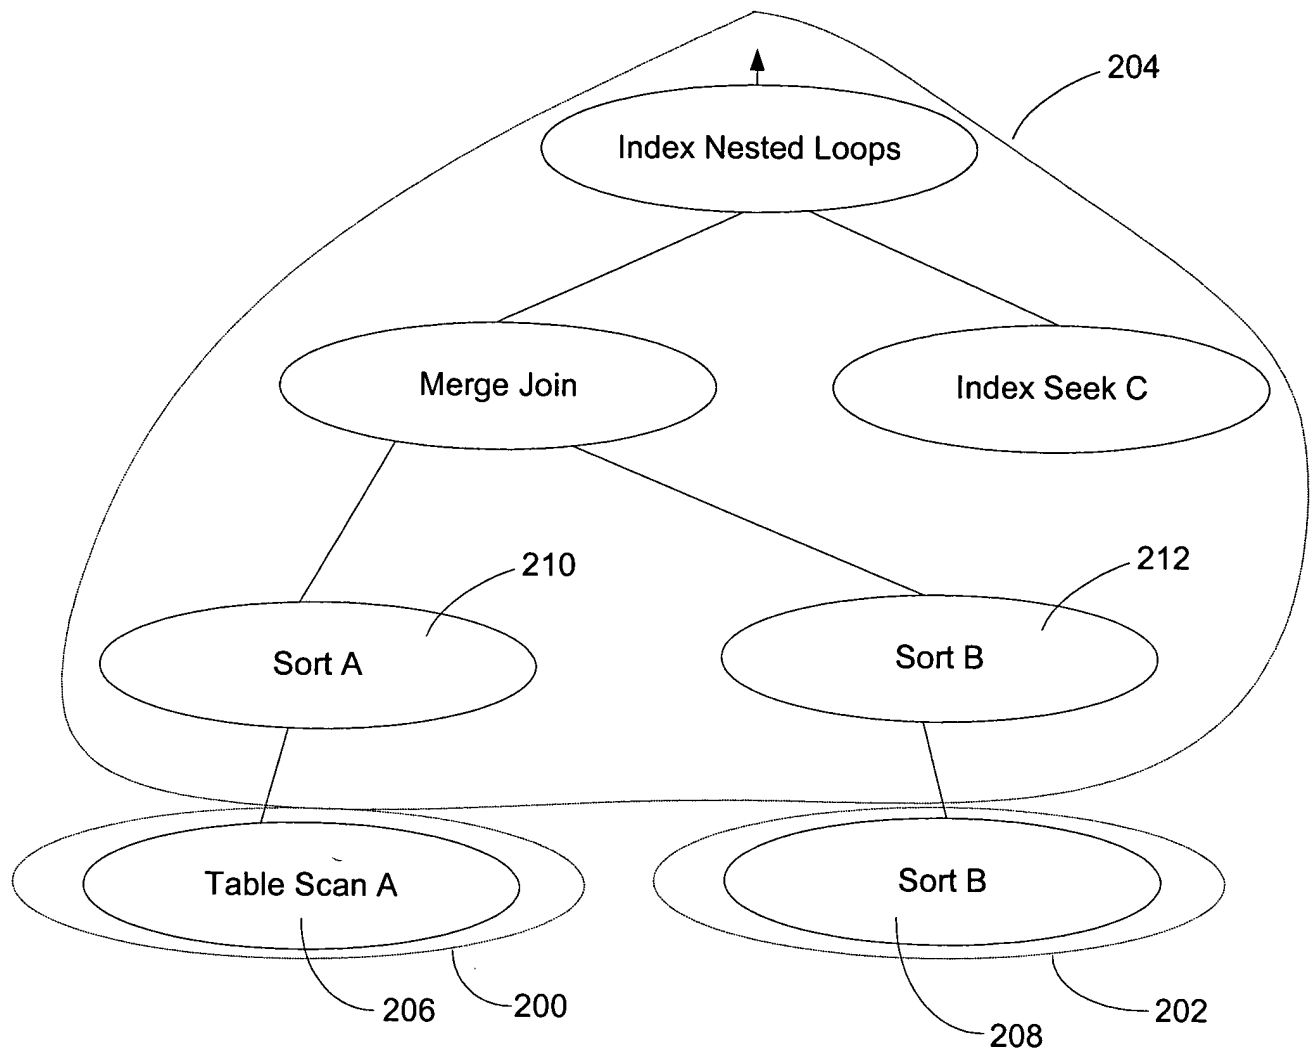 204
Index Nested Loops
Merge Join
Index Seek C
210
212
Sort A
Sort B
Table Scan A
Sort B
206
200
208
202